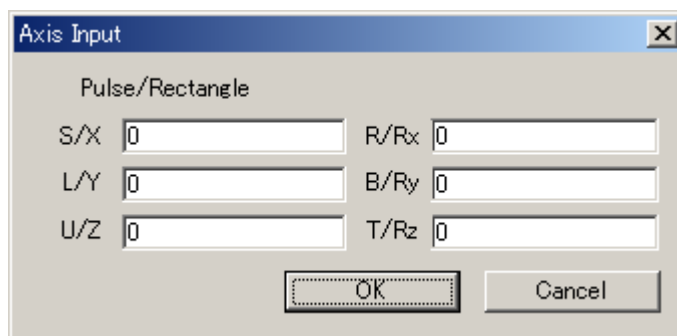 Axis Input
Pulse/Rectangle
S/X 0 R/Rx 0
L/Y 0 B/Ry 0
U/Z 0 T/Rz 0
OK Cancel